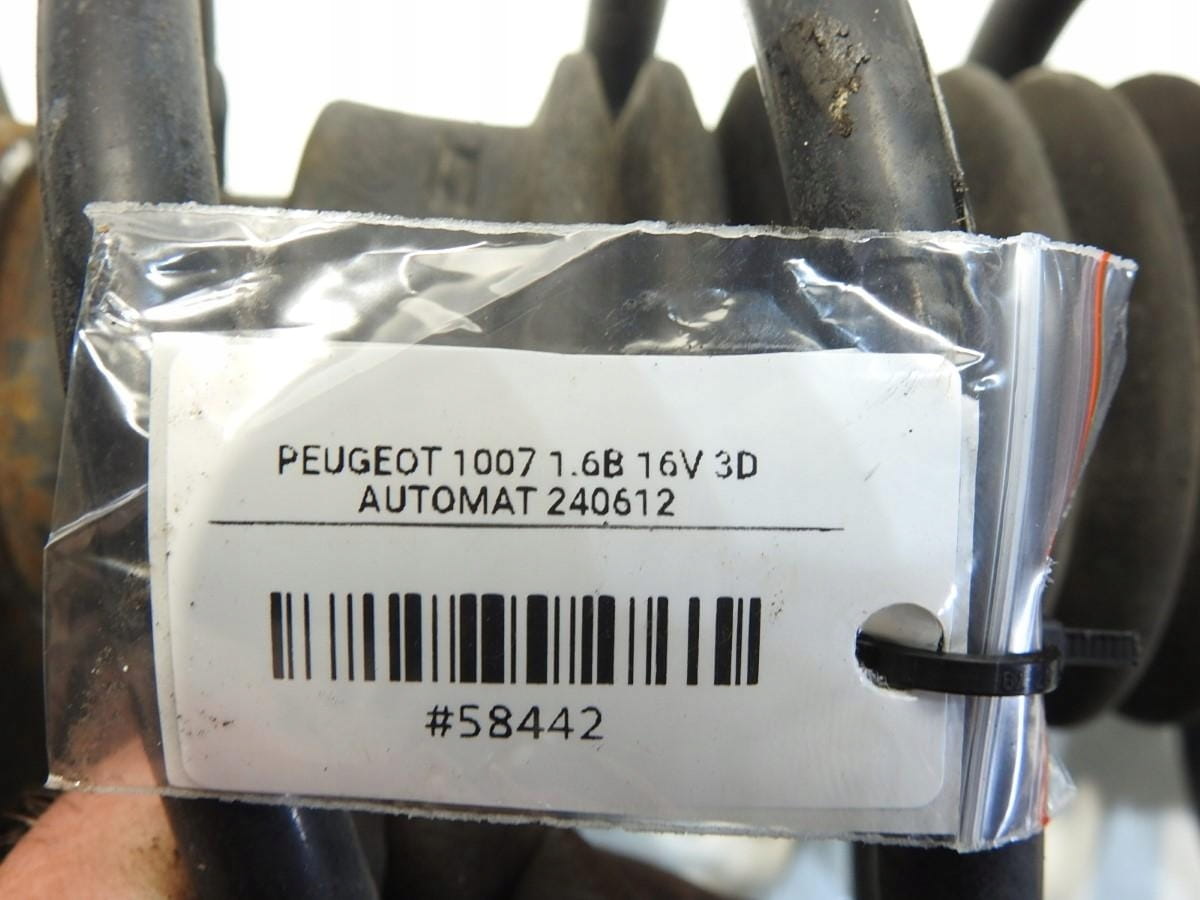 PEUGEOT 1007 1.6B 16V 3D
AUTOMAT 240612
#58442